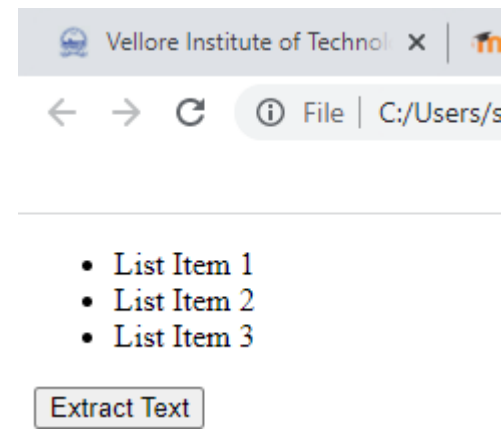 Vellore Institute of Technol
File C:/Users/s
List Item 1
List Item 2
List Item 3
Extract Text